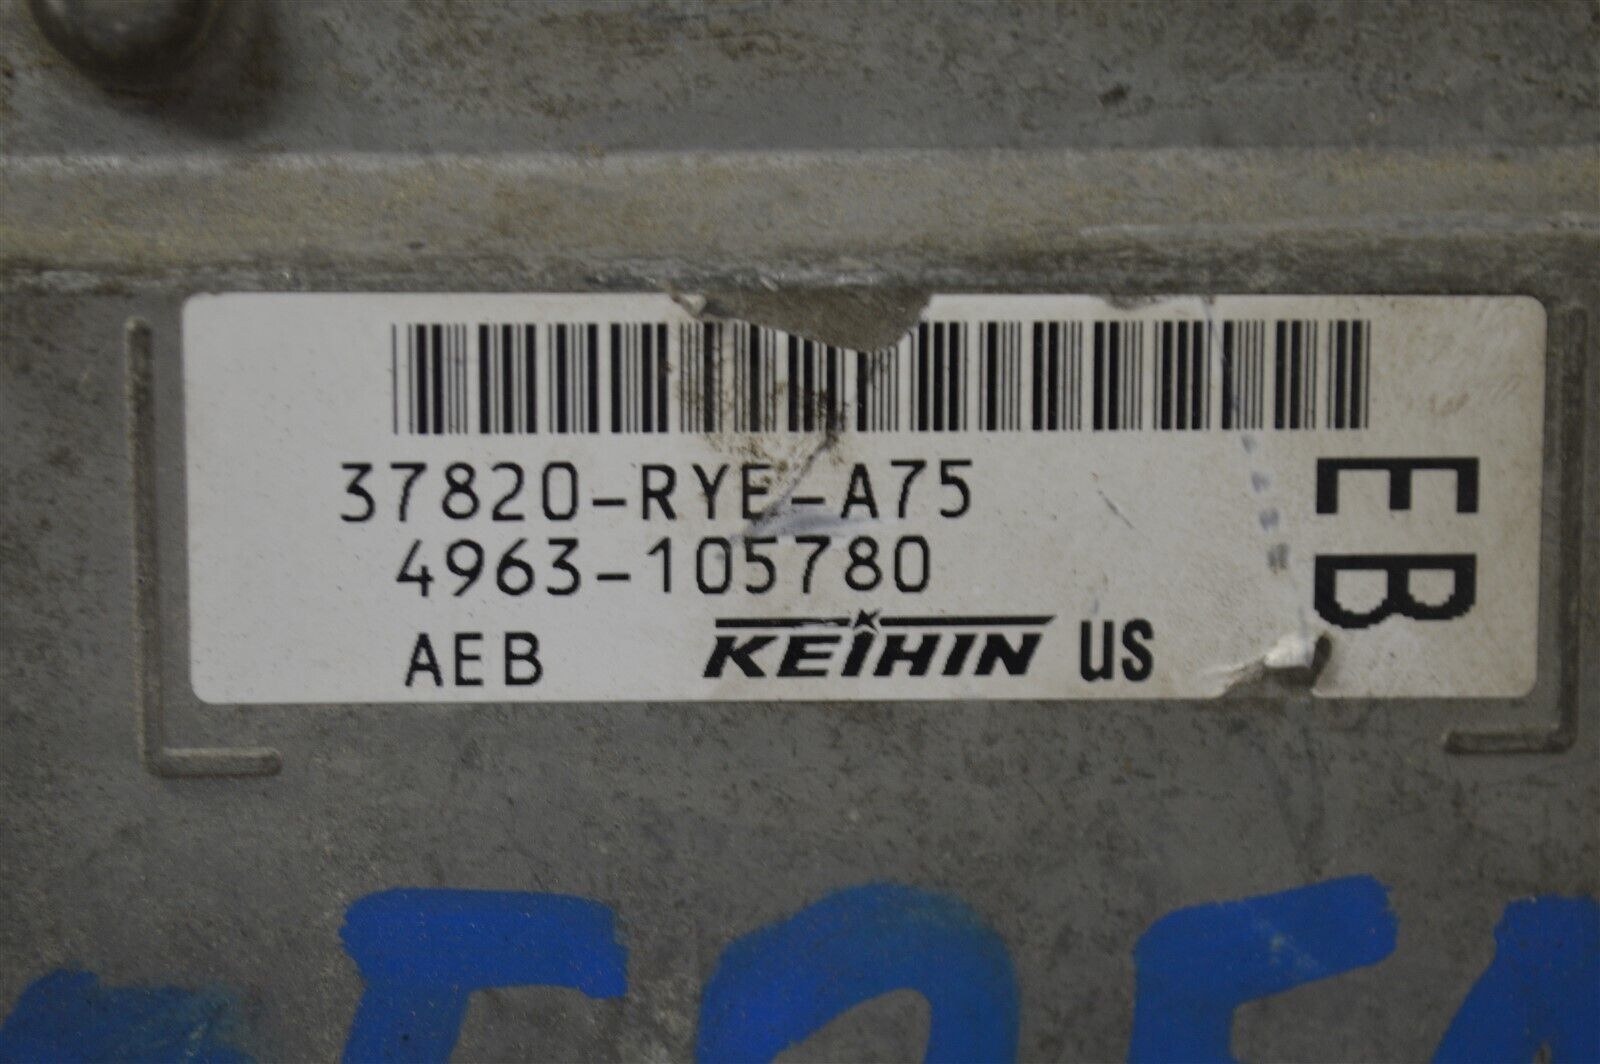 37820-RYE-A75
4963-105780
AEB KEIHIN US
EB